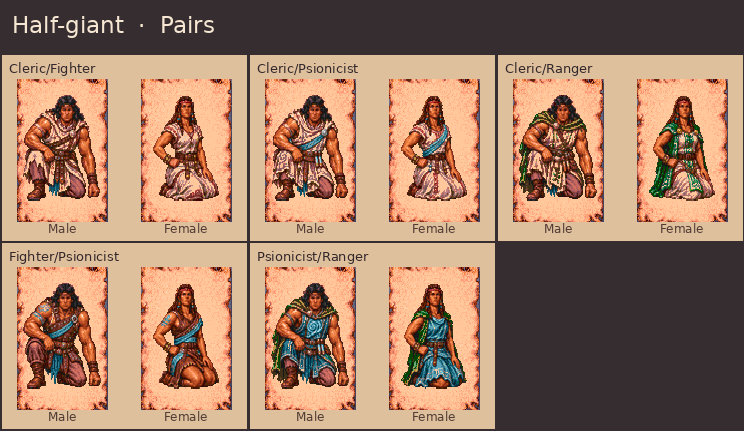 Half-giant · Pairs
Cleric/Fighter
Male
Female
Cleric/Psionicist
Male
Female
Cleric/Ranger
Male
Female
Fighter/Psionicist
Male
Female
Psionicist/Ranger
Male
Female